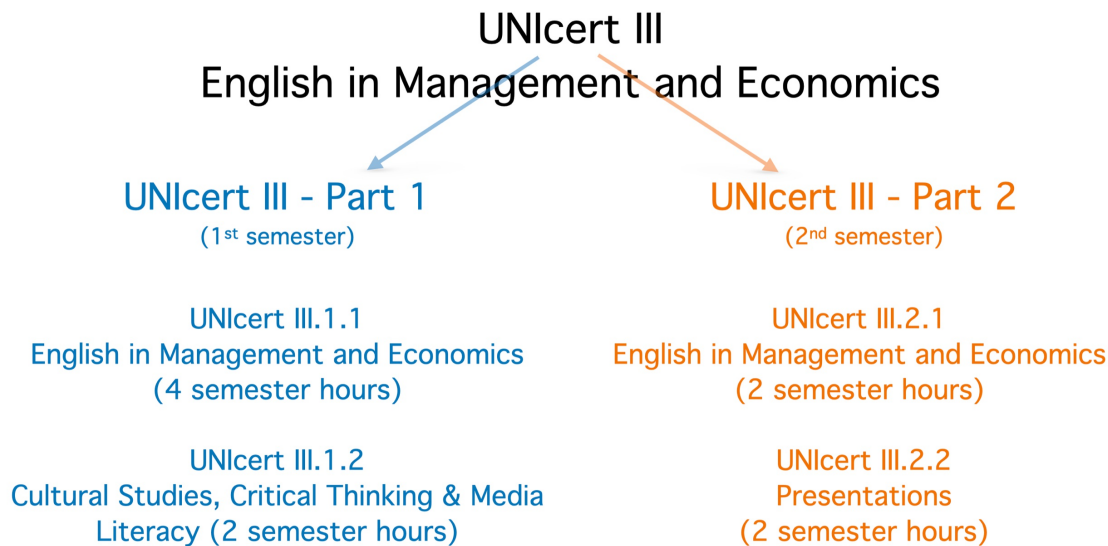 UNIcert III
English in Management and Economics
UNIcert III - Part 1
(1st semester)
UNIcert III.1.1
English in Management and Economics
(4 semester hours)
UNIcert III.1.2
Cultural Studies, Critical Thinking & Media
Literacy (2 semester hours)
UNIcert III - Part 2
(2nd semester)
UNIcert III.2.1
English in Management and Economics
(2 semester hours)
UNIcert III.2.2
Presentations
(2 semester hours)